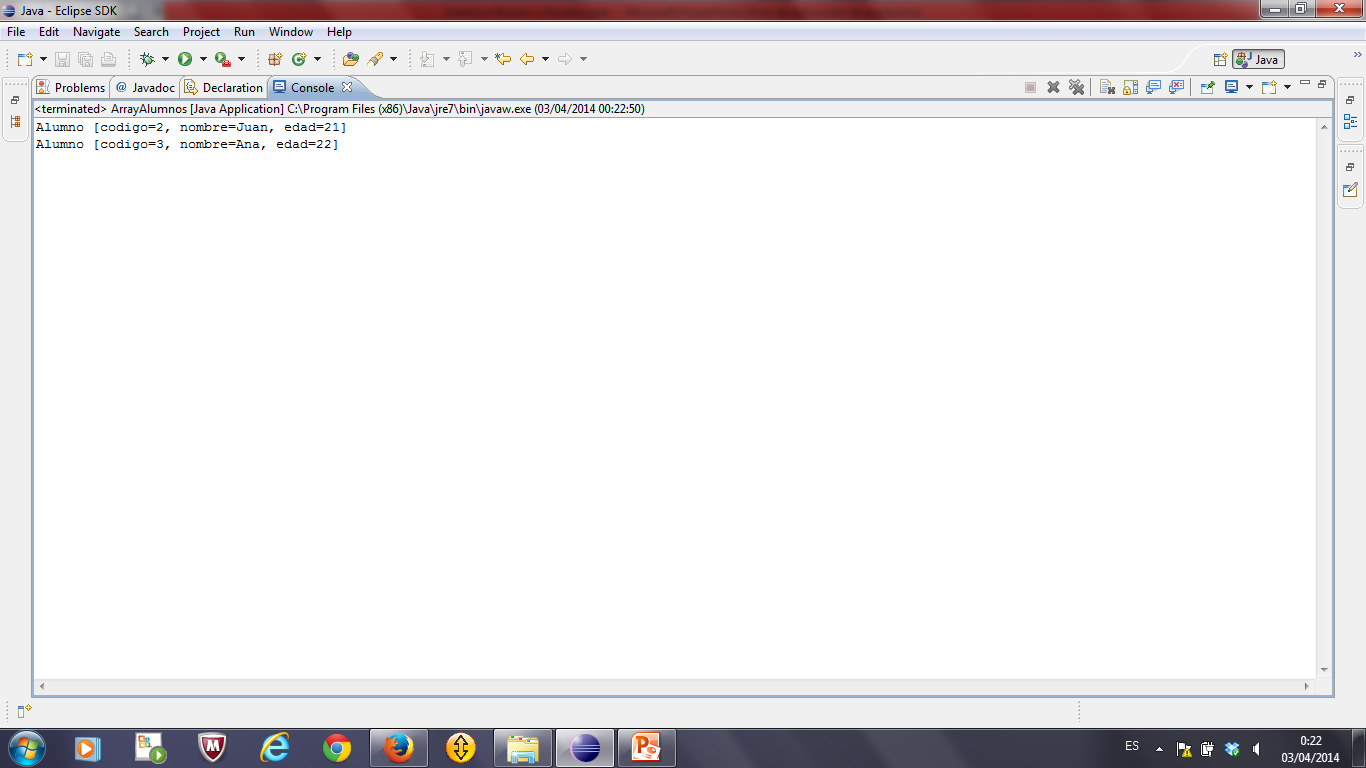 Java - Eclipse SDK
File Edit Navigate Search Project Run Window Help
Java
Problems @ Javadoc Declaration Console
<terminated> ArrayAlumnos [Java Application] C:\Program Files (x86)\Java\jre7\bin\javaw.exe (03/04/2014 00:22:50)
Alumno [codigo=2, nombre=Juan, edad=21]
Alumno [codigo=3, nombre=Ana, edad=22]
ES
0:22
03/04/2014